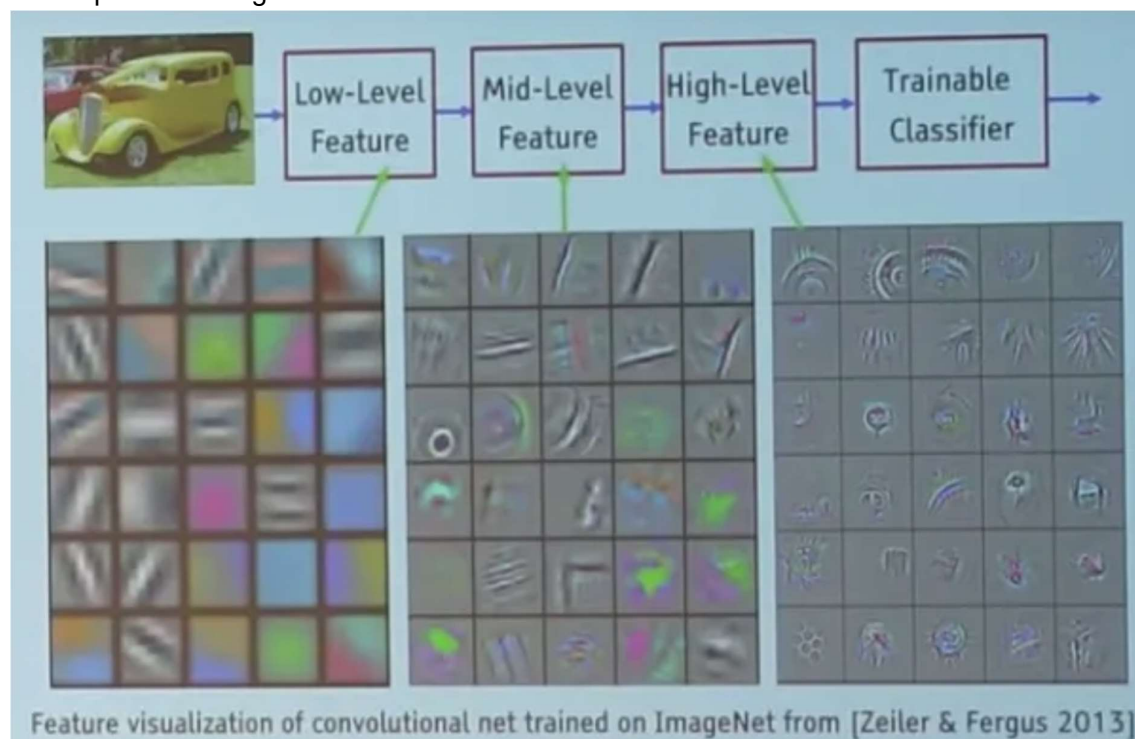 Low-Level
Feature
Mid-Level
Feature
High-Level
Feature
Trainable
Classifier
Feature visualization of convolutional net trained on ImageNet from [Zeiler & Fergus 2013]